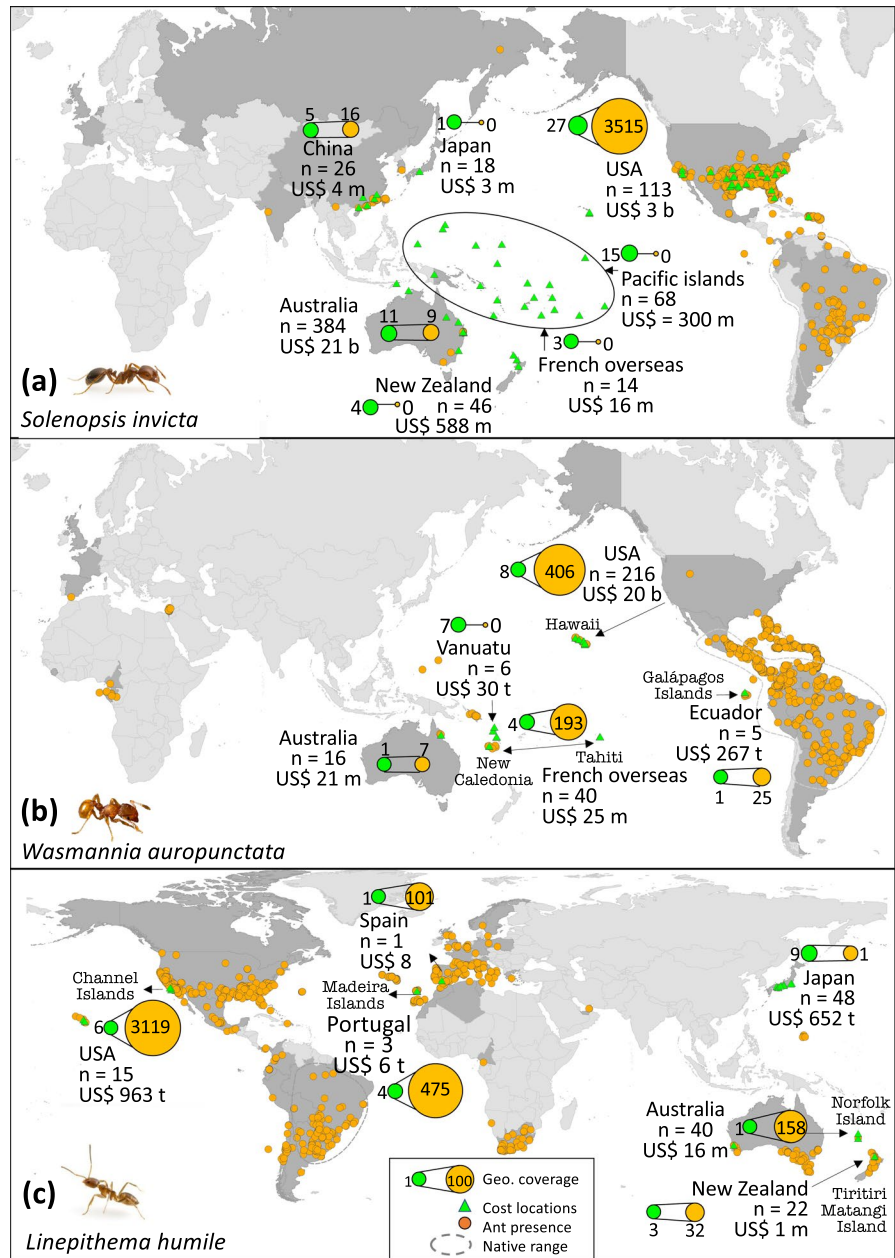 5 16
China
n = 26
US$ 4 m
1 0
Japan
n = 18
US$ 3 m
27 3515
USA
n = 113
US$ 3 b
15 0
Pacific islands
n = 68
US$ = 300 m
Australia
n = 384
US$ 21 b
11 9
3 0
French overseas
n = 14
US$ 16 m
New Zealand
n = 46
US$ 588 m
4 0
(a)
Solenopsis invicta
8 406
USA
n = 216
US$ 20 b
Hawaii
7 0
Vanuatu
n = 6
US$ 30 t
Galápagos
Islands
Ecuador
n = 5
US$ 267 t
1 25
4 193
Australia
n = 16
US$ 21 m
1 7
New
Caledonia
Tahiti
French overseas
n = 40
US$ 25 m
(b)
Wasmannia auropunctata
1 101
Spain
n = 1
US$ 8
Channel
Islands
Madeira
Islands
Portugal
n = 3
US$ 6 t
4 475
6 3119
USA
n = 15
US$ 963 t
9 1
Japan
n = 48
US$ 652 t
Australia
n = 40
US$ 16 m
1 158
Norfolk
Island
New Zealand
n = 22
US$ 1 m
3 32
Tiritiri
Matangi
Island
1 100 Geo. coverage
Cost locations
Ant presence
Native range
(c)
Linepithema humile